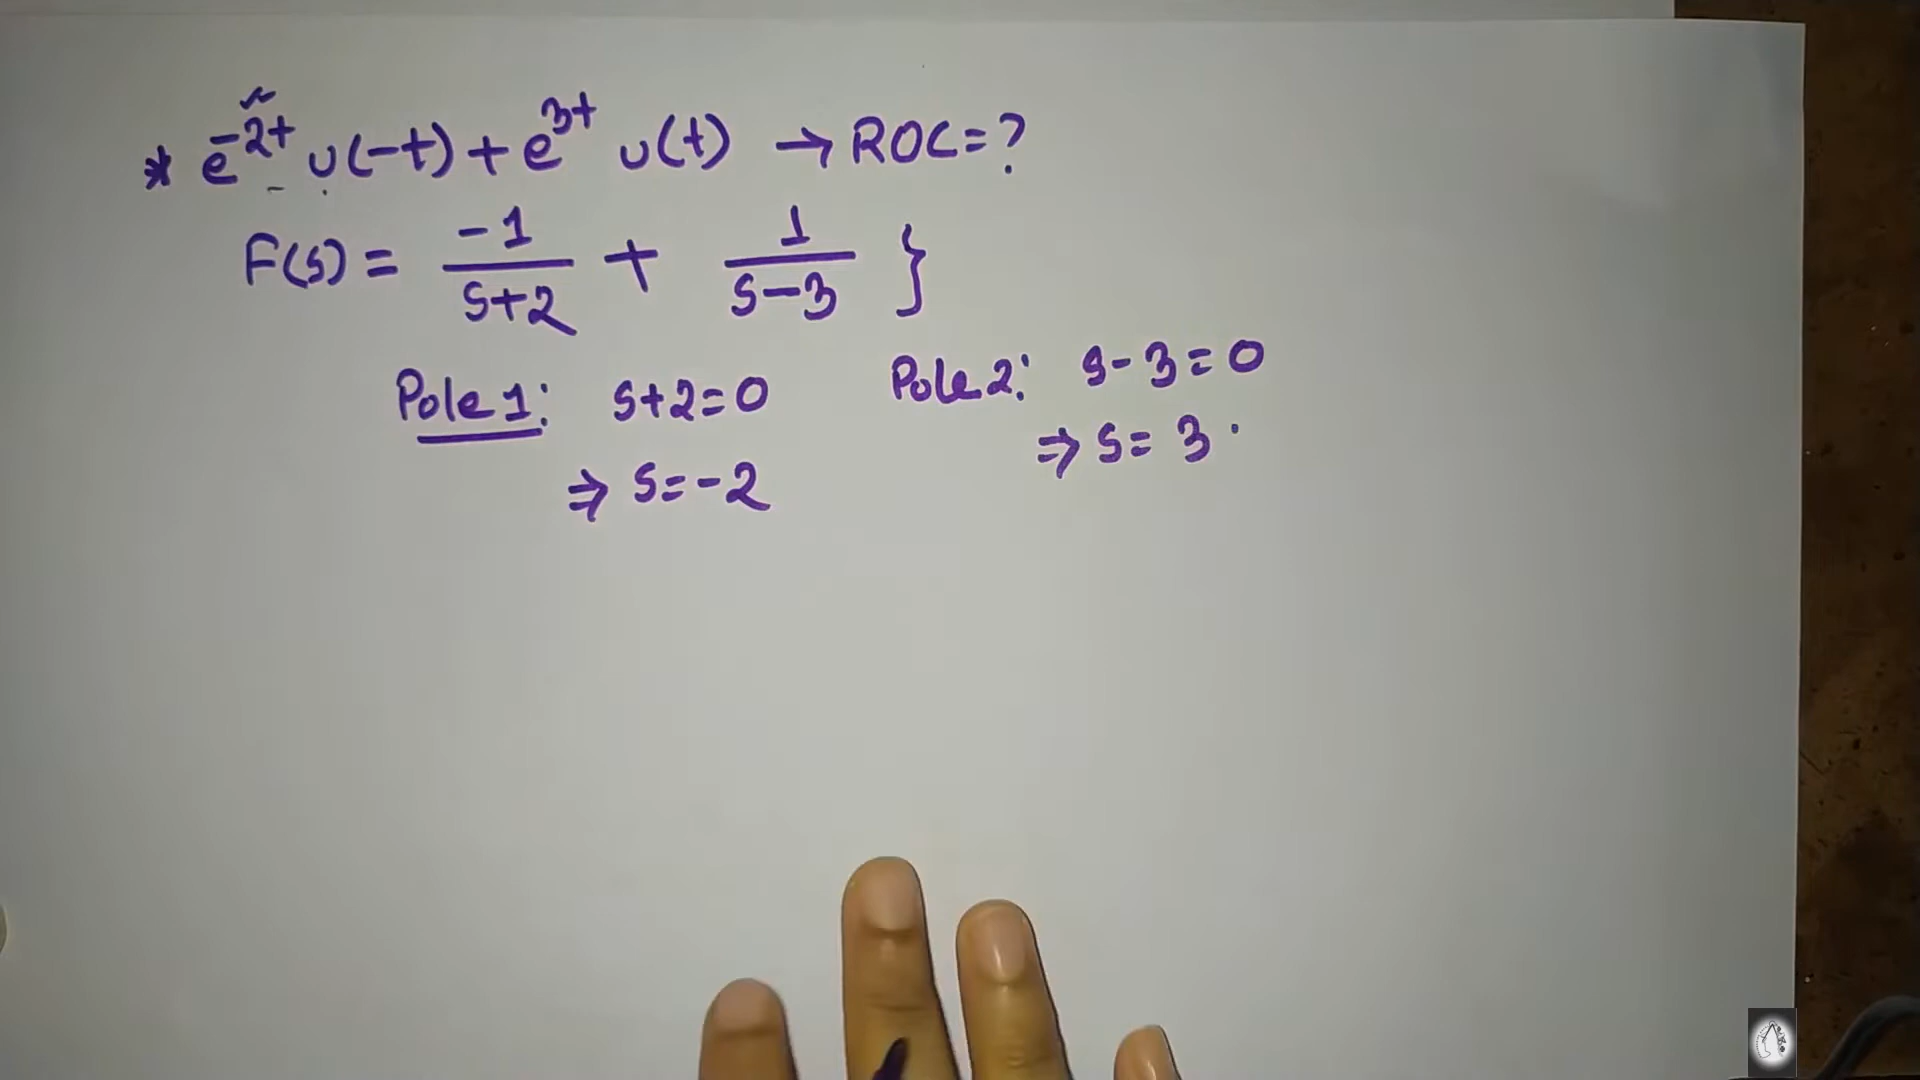 * e^-2t u(-t) + e^3t u(t) → ROC = ?
F(s) = -1/s+2 + 1/s-3 }
Pole 1: s+2=0 Pole 2: s-3=0
⇒ s=-2 ⇒ s= 3